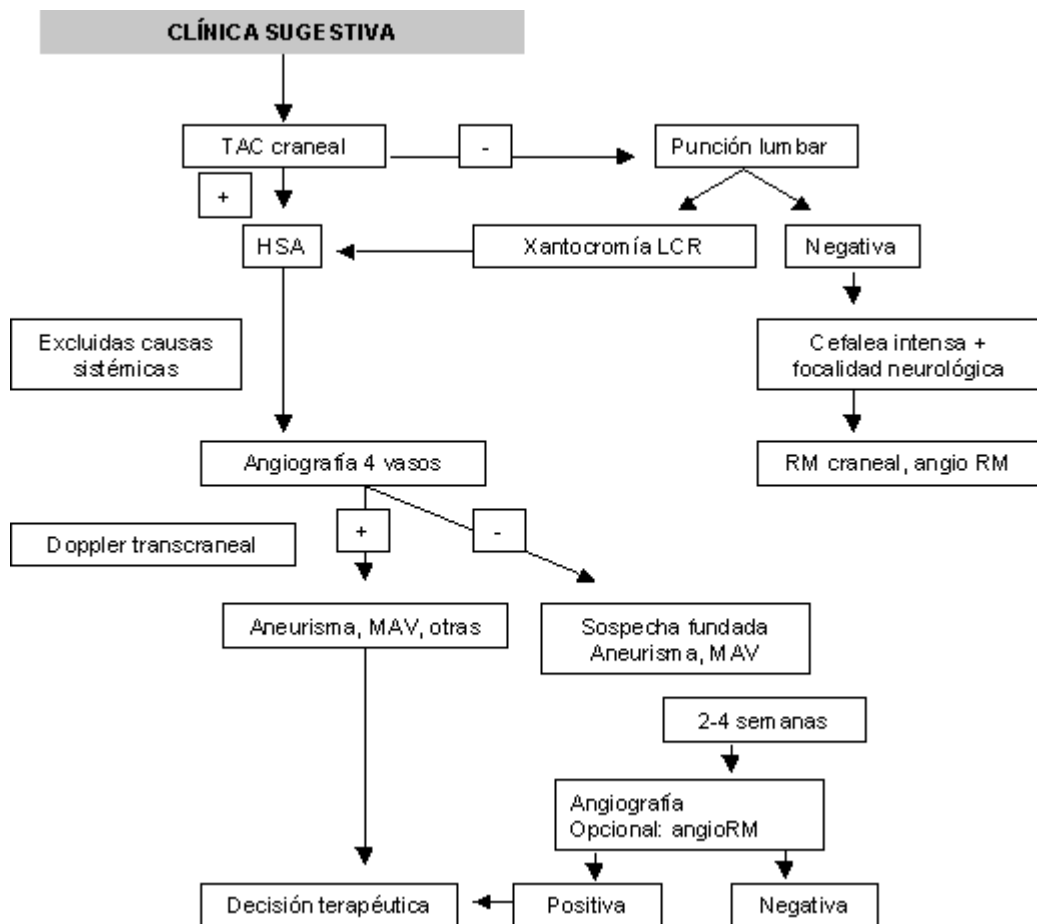 CLÍNICA SUGESTIVA
TAC craneal
-
Punción lumbar
+
HSA
Xantocromía LCR
Negativa
Excluidas causas
sistémicas
Cefalea intensa +
focalidad neurológica
Angiografía 4 vasos
RM craneal, angio RM
Doppler transcraneal
+
-
Aneurisma, MAV, otras
Sospecha fundada
Aneurisma, MAV
2-4 semanas
Angiografía
Opcional: angioRM
Decisión terapéutica
Positiva
Negativa